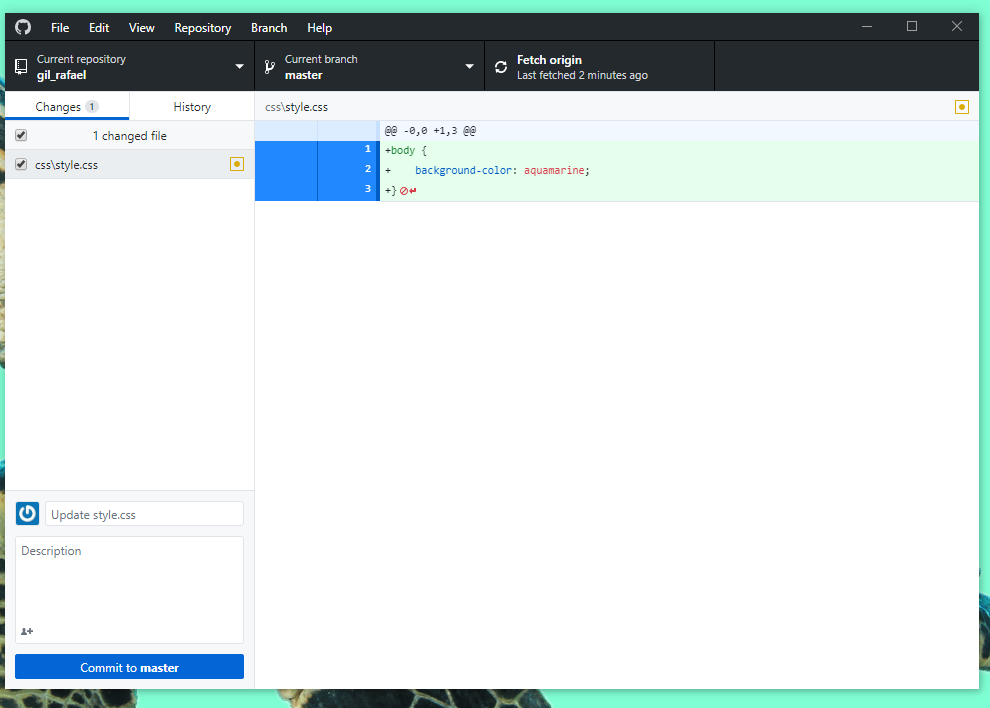 File Edit View Repository Branch Help
Current repository
gil_rafael
Current branch
master
Fetch origin
Last fetched 2 minutes ago
Changes 1
History
css\style.css
1 changed file
css\style.css
@@ -0,0 +1,3 @@
1 +body {
2 +    background-color: aquamarine;
3 +}
Update style.css
Description
Commit to master